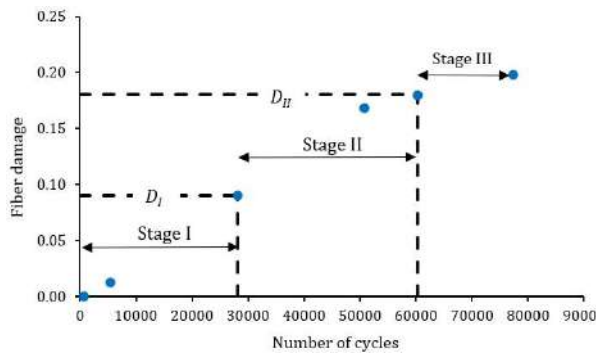 0.25
0.20
0.15
0.10
0.05
0.00
Fiber damage
Stage III
D_II
Stage II
D_I
Stage I
0 10000 20000 30000 40000 50000 60000 70000 80000 90000
Number of cycles